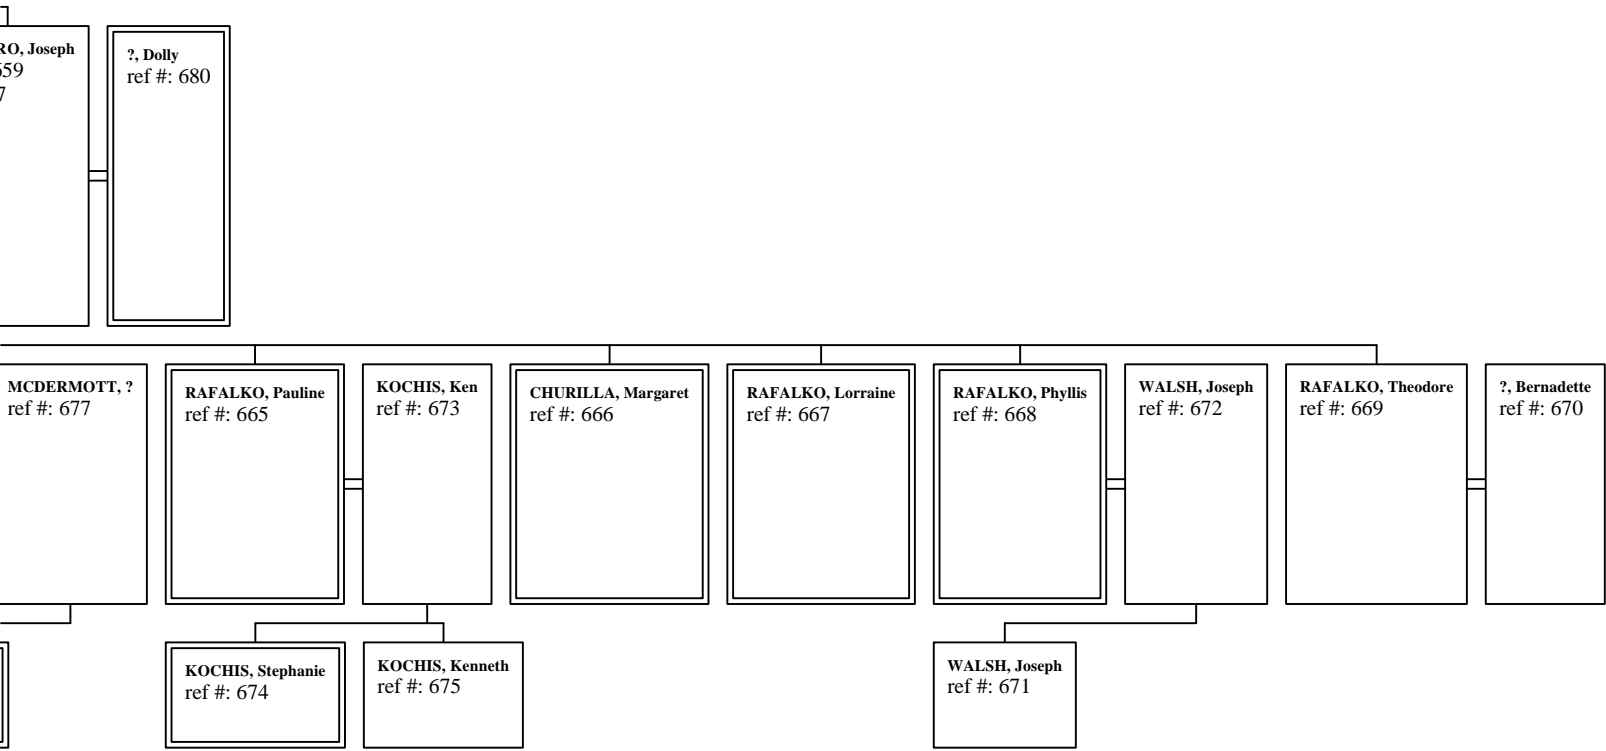 RO, Joseph
659
7
?, Dolly
ref #: 680
MCDERMOTT, ?
ref #: 677
RAFALKO, Pauline
ref #: 665
KOCHIS, Ken
ref #: 673
CHURILLA, Margaret
ref #: 666
RAFALKO, Lorraine
ref #: 667
RAFALKO, Phyllis
ref #: 668
WALSH, Joseph
ref #: 672
RAFALKO, Theodore
ref #: 669
?, Bernadette
ref #: 670
KOCHIS, Stephanie
ref #: 674
KOCHIS, Kenneth
ref #: 675
WALSH, Joseph
ref #: 671